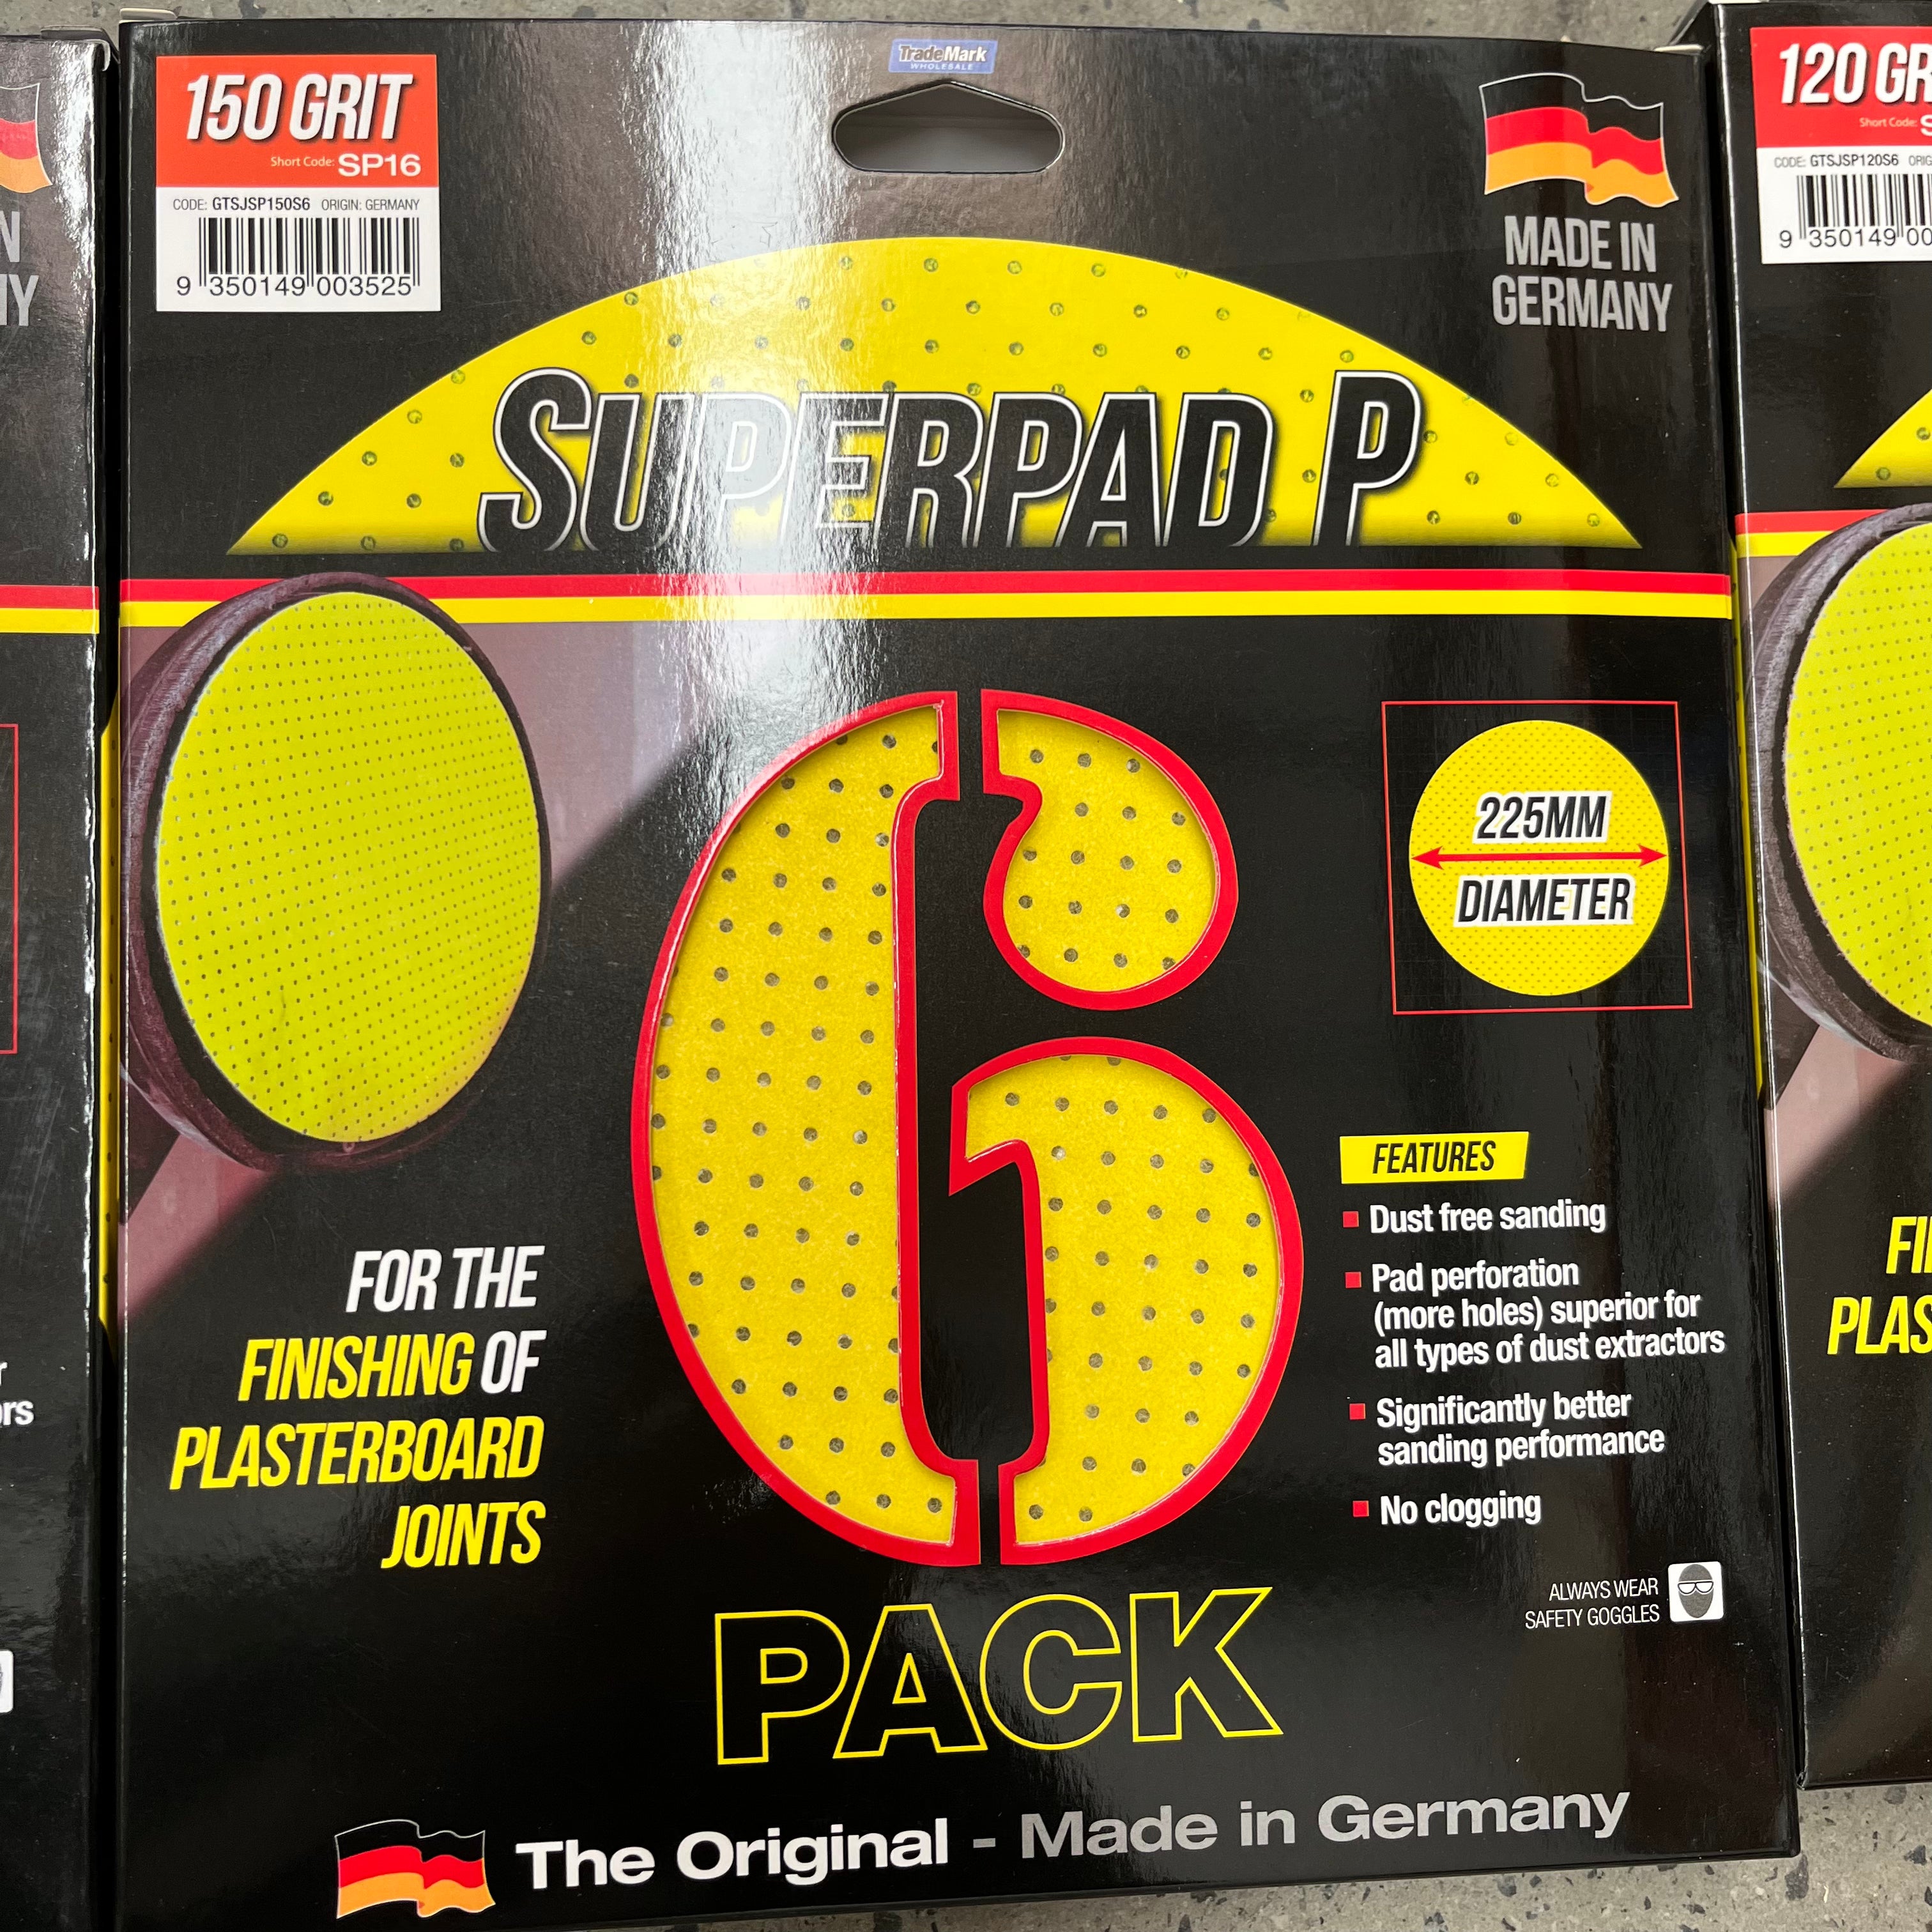 TradeMark
WHOLESALE
150 GRIT
Short Code: SP16
CODE: GTSJSP150S6 ORIGIN: GERMANY
9 350149 003525
MADE IN
GERMANY
SUPERPAD P
225MM
DIAMETER
6
PACK
FOR THE
FINISHING OF
PLASTERBOARD
JOINTS
FEATURES
Dust free sanding
Pad perforation
(more holes) superior for
all types of dust extractors
Significantly better
sanding performance
No clogging
ALWAYS WEAR
SAFETY GOGGLES
The Original - Made in Germany
120
Short Code:
CODE: GTSJSP120S6
9 350149